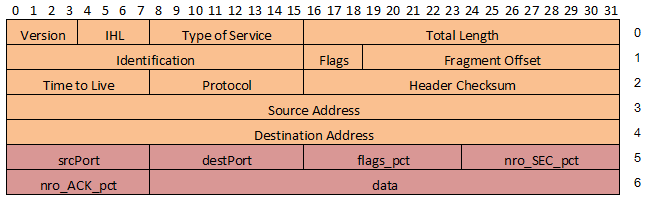 0 1 2 3 4 5 6 7 8 9 10 11 12 13 14 15 16 17 18 19 20 21 22 23 24 25 26 27 28 29 30 31
Version IHL Type of Service Total Length 0
Identification Flags Fragment Offset 1
Time to Live Protocol Header Checksum 2
Source Address 3
Destination Address 4
srcPort destPort flags_pct nro_SEC_pct 5
nro_ACK_pct data 6